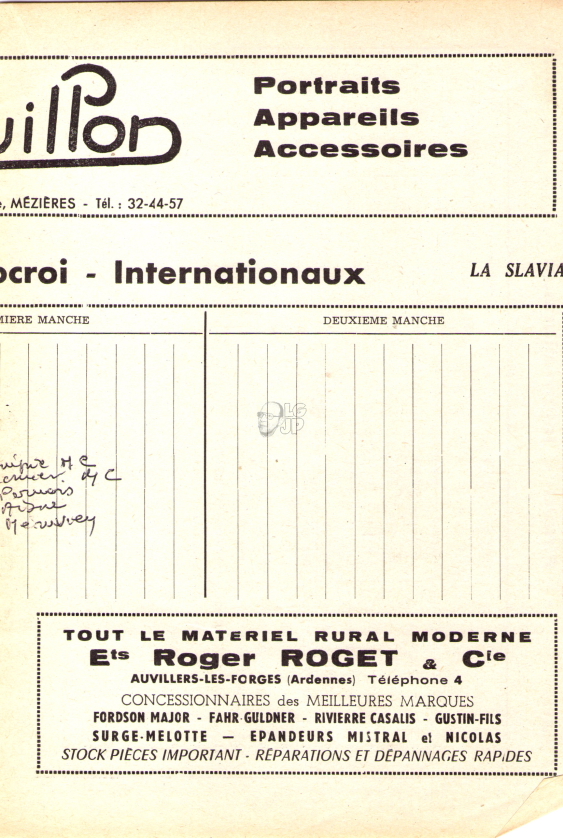 uillon
Portraits
Appareils
Accessoires
e, MÉZIÈRES - Tél. : 32-44-57
ocroi - Internationaux
LA SLAVIA
MIERE MANCHE
DEUXIEME MANCHE
LG
JP
M C
M C
TOUT LE MATERIEL RURAL MODERNE
Ets Roger ROGET & Cie
AUVILLERS-LES-FORGES (Ardennes) Téléphone 4
CONCESSIONNAIRES des MEILLEURES MARQUES
FORDSON MAJOR - FAHR-GULDNER - RIVIERRE CASALIS - GUSTIN-FILS
SURGE-MELOTTE — EPANDEURS MISTRAL et NICOLAS
STOCK PIÈCES IMPORTANT - RÉPARATIONS ET DÉPANNAGES RAPIDES